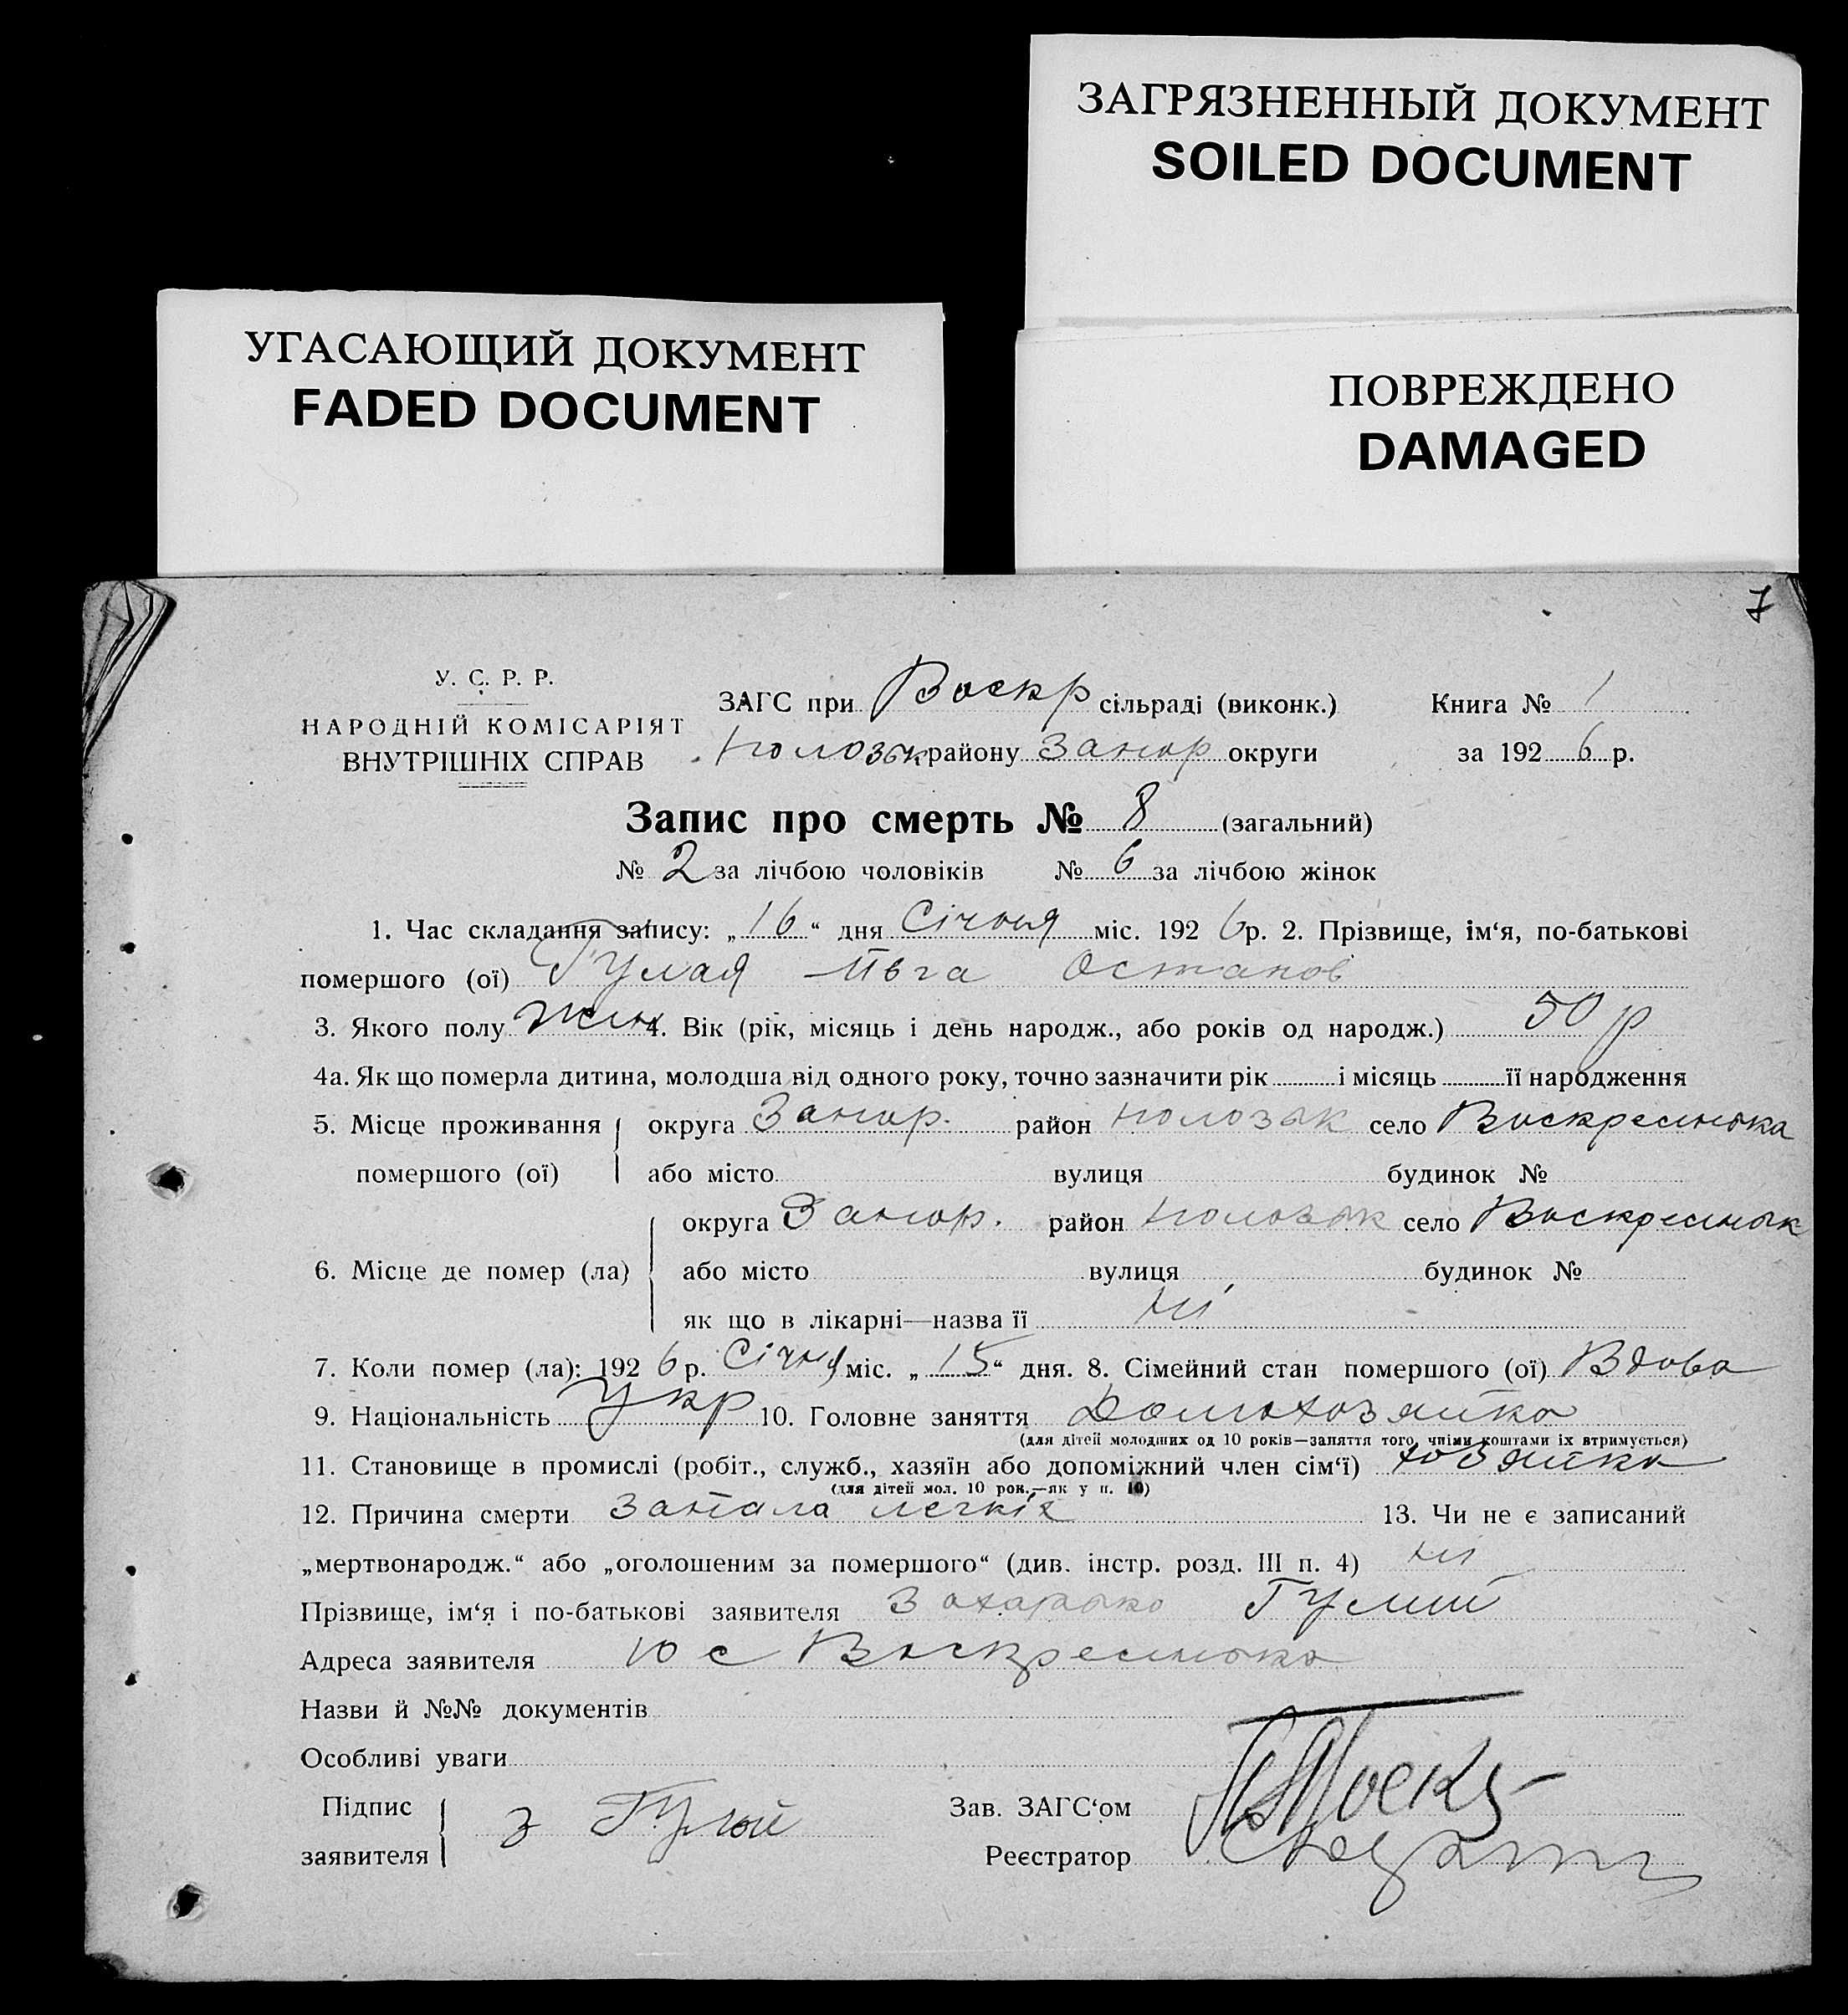 ЗАГРЯЗНЕННЫЙ ДОКУМЕНТ
SOILED DOCUMENT
УГАСАЮЩИЙ ДОКУМЕНТ
FADED DOCUMENT
ПОВРЕЖДЕНО
DAMAGED
7
У. С. Р. Р.
НАРОДНІЙ КОМІСАРІЯТ
ВНУТРІШНІХ СПРАВ
ЗАГС при Воскр сільраді (виконк.) Книга № 1
району Запор округи за 192 6 р.
Запис про смерть № 8 (загальний)
№ 2 за лічбою чоловіків № 6 за лічбою жінок
1. Час складання запису: „ 16 “ дня Січня міс. 192 6 р. 2. Прізвище, ім‘я, по-батькові
помершого (ої) Гулая Ивга Остапов
3. Якого полу Жін 4. Вік (рік, місяць і день народж., або років од народж.) 50 р
4а. Як що померла дитина, молодша від одного року, точно зазначити рік і місяць її народження
5. Місце проживання округа Запор. район село Воскресинька
помершого (ої) або місто вулиця будинок №
округа Запор. район село Воскресиньк
6. Місце де помер (ла) або місто вулиця будинок №
як що в лікарні—назва її ні
7. Коли помер (ла): 192 6 р. Січня міс. „ 15 “ дня. 8. Сімейний стан помершого (ої) Вдова
9. Національність Укр 10. Головне заняття Домохозяйка
(для дітей молодших од 10 років—заняття того, чиїми коштами їх втримується)
11. Становище в промислі (робіт., служб., хазяїн або допоміжний член сім‘ї) хозяйка
(для дітей мол. 10 рок.—як у п. 10)
12. Причина смерти легкіх 13. Чи не є записаний
„мертвонародж.“ або „оголошеним за помершого“ (див. інстр. розд. III п. 4) ні
Прізвище, ім‘я і по-батькові заявителя Захарько Гулий
Адреса заявителя с Воскресинька
Назви й №№ документів
Особливі уваги
Підпис
заявителя З Гулой
Зав. ЗАГС‘ом
Реєстратор